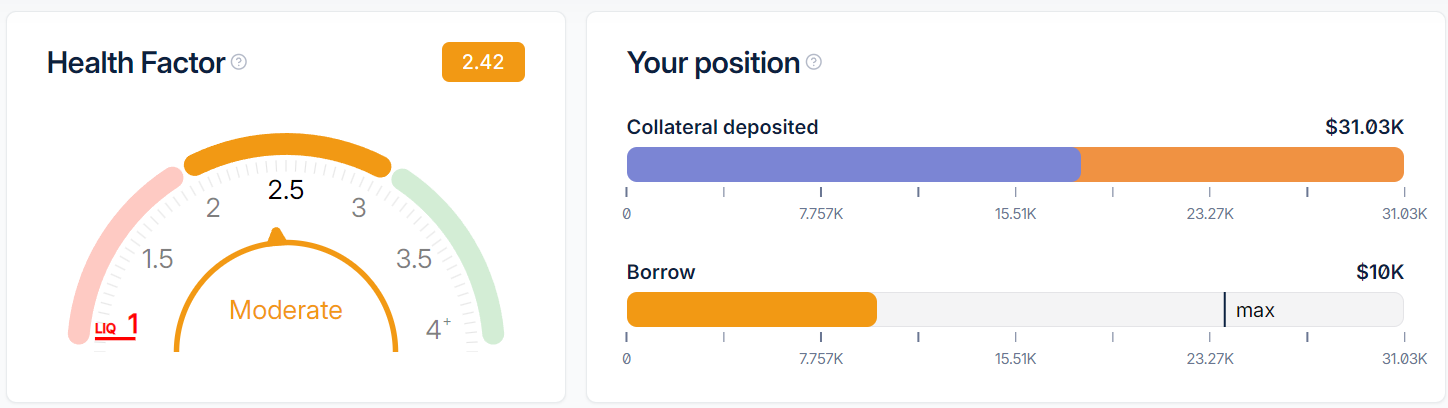 Health Factor ?
2.42
2.5
2
3
1.5
3.5
Moderate
LIQ 1
4+
Your position ?
Collateral deposited $31.03K
0 7.757K 15.51K 23.27K 31.03K
Borrow $10K
max
0 7.757K 15.51K 23.27K 31.03K